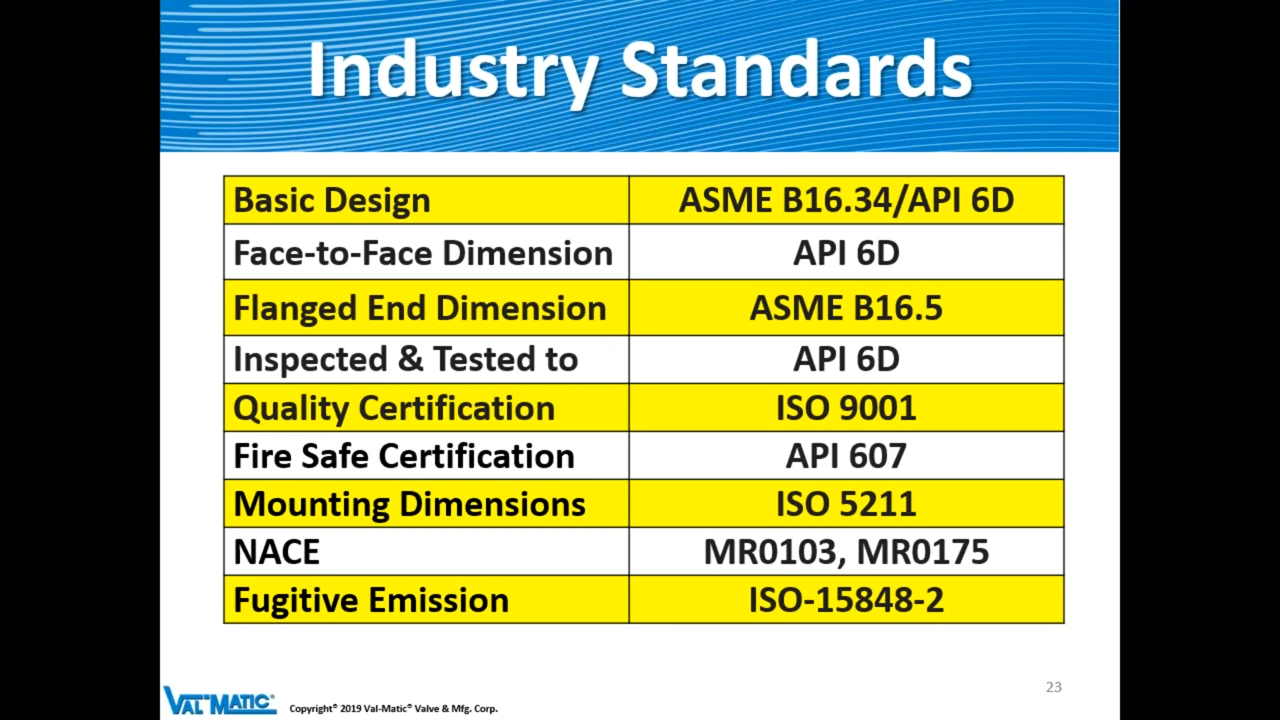 Industry Standards
Basic Design ASME B16.34/API 6D
Face-to-Face Dimension API 6D
Flanged End Dimension ASME B16.5
Inspected & Tested to API 6D
Quality Certification ISO 9001
Fire Safe Certification API 607
Mounting Dimensions ISO 5211
NACE MR0103, MR0175
Fugitive Emission ISO-15848-2
23
VAL-MATIC® Copyright® 2019 Val-Matic® Valve & Mfg. Corp.